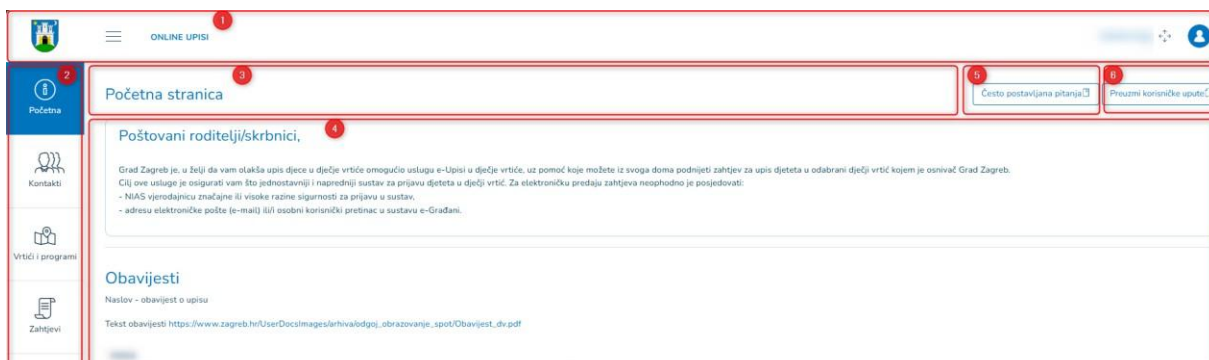 1
ONLINE UPISI
2
Početna
3
Početna stranica
5
Često postavljana pitanja
6
Preuzmi korisničke upute
4
Poštovani roditelji/skrbnici,
Grad Zagreb je, u želji da vam olakša upis djece u dječje vrtiće omogućio uslugu e-Upisi u dječje vrtiće, uz pomoć koje možete iz svoga doma podnijeti zahtjev za upis djeteta u odabrani dječji vrtić kojem je osnivač Grad Zagreb.
Cilj ove usluge je osigurati vam što jednostavniji i napredniji sustav za prijavu djeteta u dječji vrtić. Za elektroničku predaju zahtjeva neophodno je posjedovati:
- NIAS vjerodajnicu značajne ili visoke razine sigurnosti za prijavu u sustav,
- adresu elektroničke pošte (e-mail) ili/i osobni korisnički pretinac u sustavu e-Građani.
Kontakti
Vrtići i programi
Zahtjevi
Obavijesti
Naslov - obavijest o upisu
Tekst obavijesti https://www.zagreb.hr/UserDocsImages/arhiva/odgoj_obrazovanje_spot/Obavijest_dv.pdf